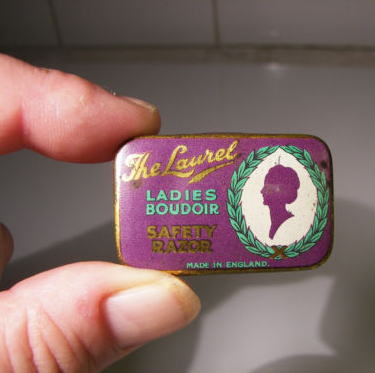 The Laurel
LADIES
BOUDOIR
SAFETY
RAZOR
MADE IN ENGLAND.